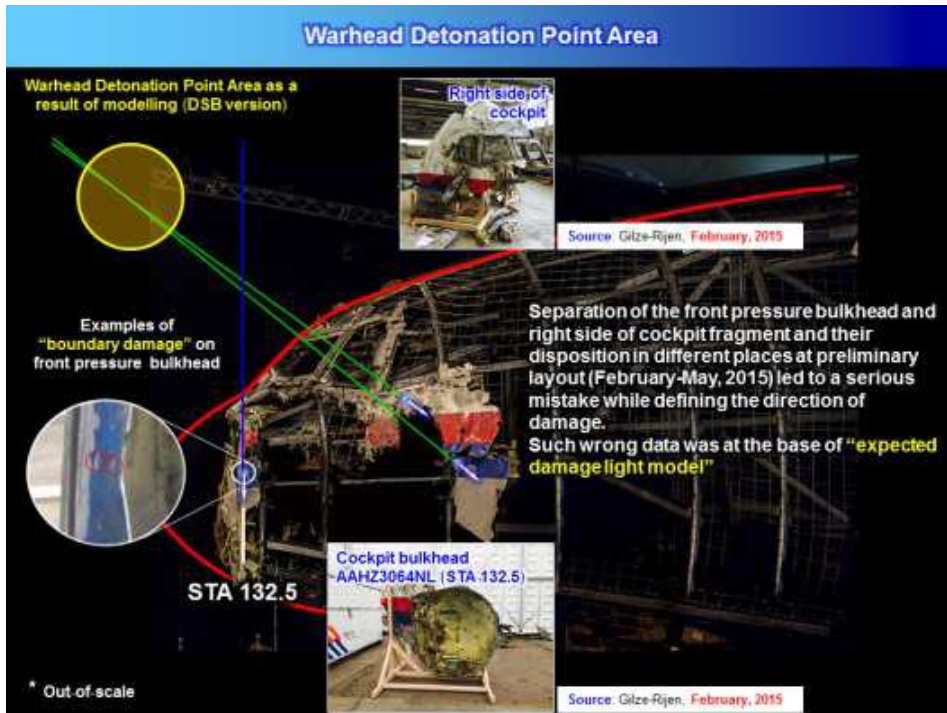 Warhead Detonation Point Area
Warhead Detonation Point Area as a
result of modelling (DSB version)
Right side of
cockpit
Source: Gilze-Rijen, February, 2015
Examples of
“boundary damage” on
front pressure bulkhead
Separation of the front pressure bulkhead and
right side of cockpit fragment and their
disposition in different places at preliminary
layout (February-May, 2015) led to a serious
mistake while defining the direction of
damage.
Such wrong data was at the base of “expected
damage light model”
Cockpit bulkhead
AAHZ3064NL (STA 132.5)
STA 132.5
* Out-of-scale
Source: Gilze-Rijen, February, 2015